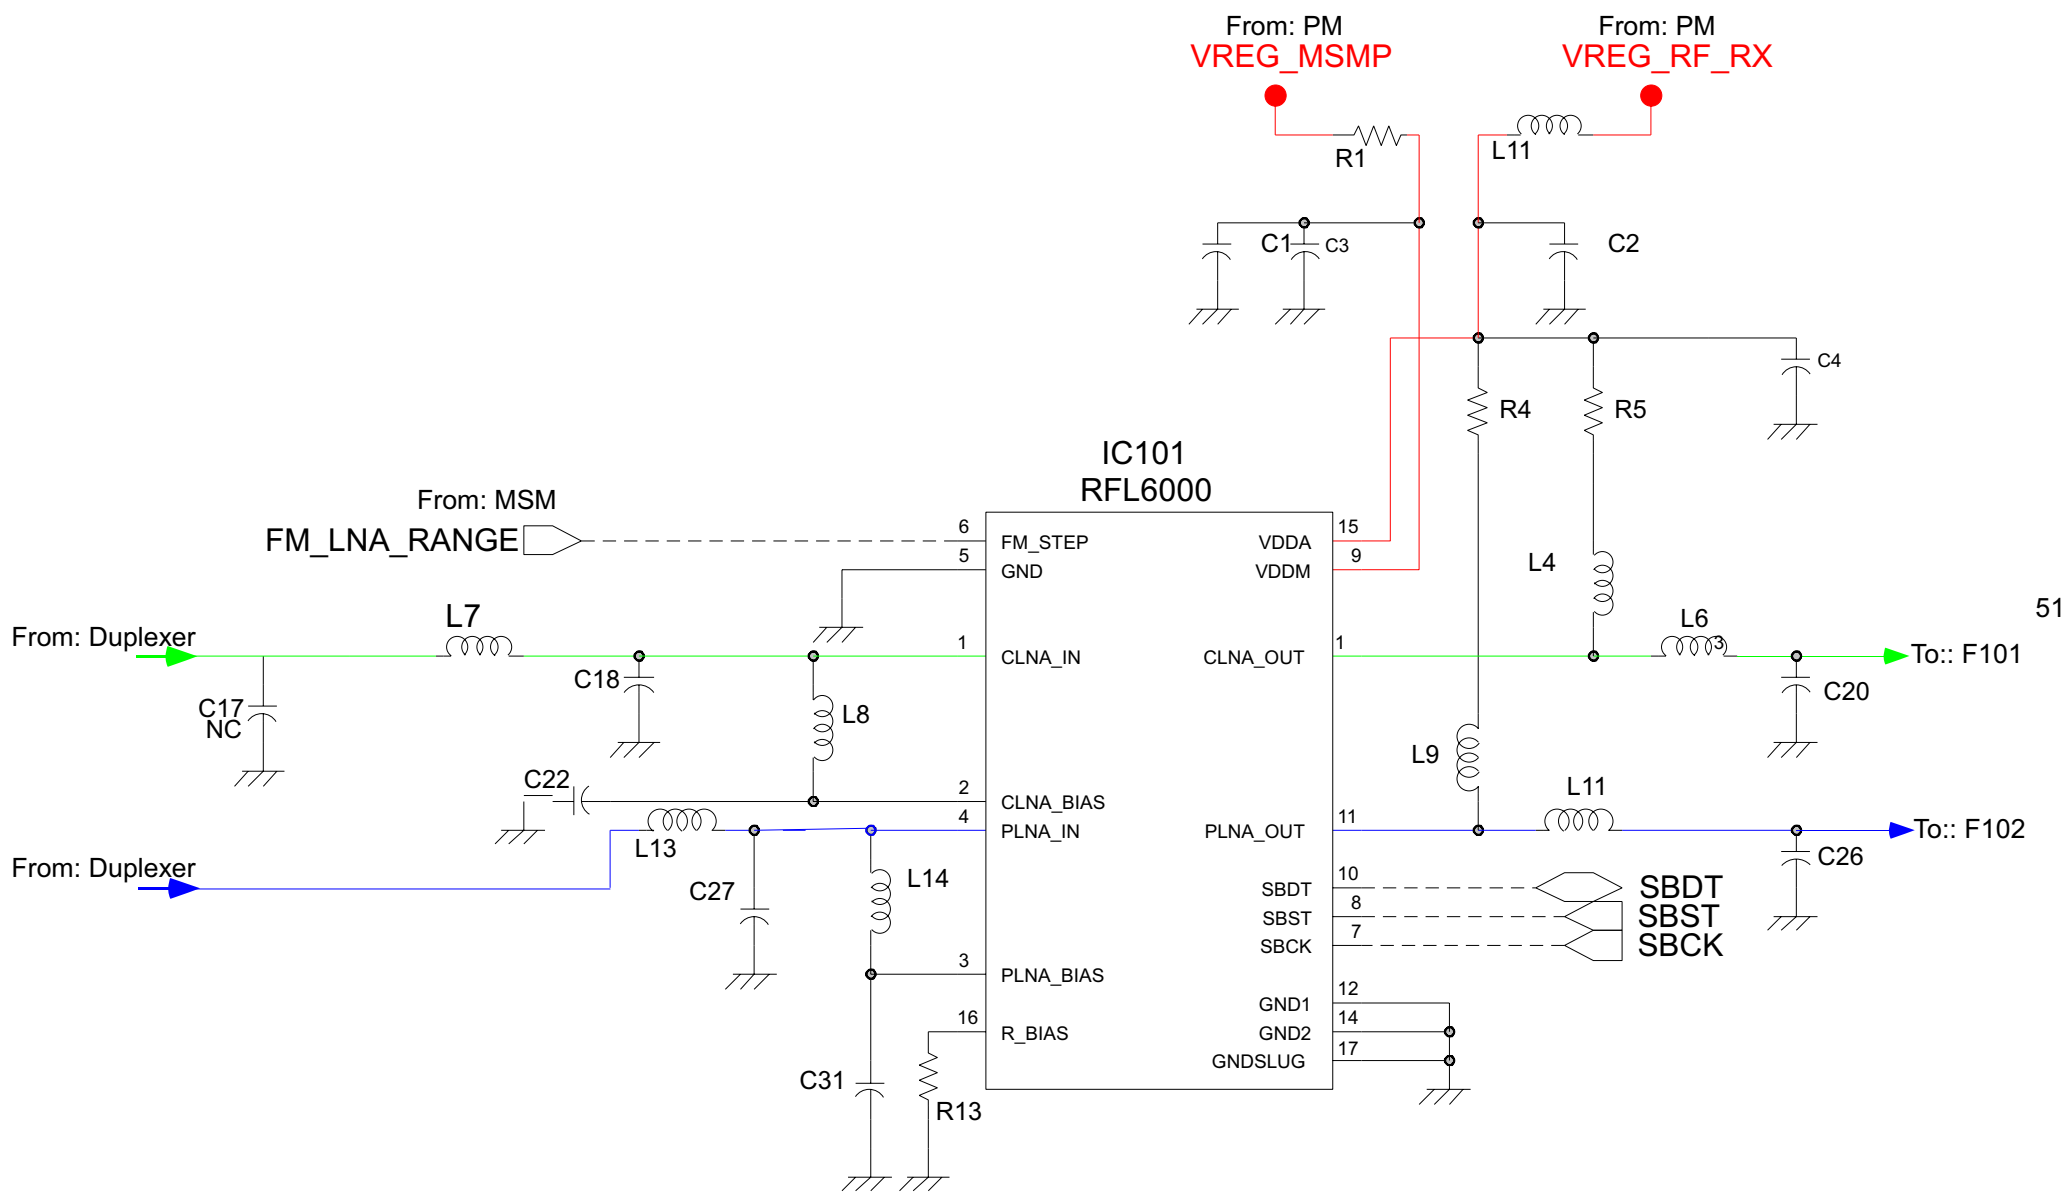 From: PM
From: PM
VREG_MSMP
VREG_RF_RX
R1
L11
C1
C3
C2
C4
R4
R5
IC101
RFL6000
From: MSM
FM_LNA_RANGE
6
FM_STEP
5
GND
15
VDDA
9
VDDM
L4
51
From: Duplexer
L7
L6
3
1
CLNA_IN
1
CLNA_OUT
To:: F101
C18
C17
NC
L8
C20
L9
C22
L11
2
CLNA_BIAS
4
PLNA_IN
11
PLNA_OUT
To:: F102
L13
C26
From: Duplexer
C27
L14
10
SBDT
SBDT
8
SBST
SBST
7
SBCK
SBCK
3
PLNA_BIAS
12
GND1
16
R_BIAS
14
GND2
17
GNDSLUG
C31
R13